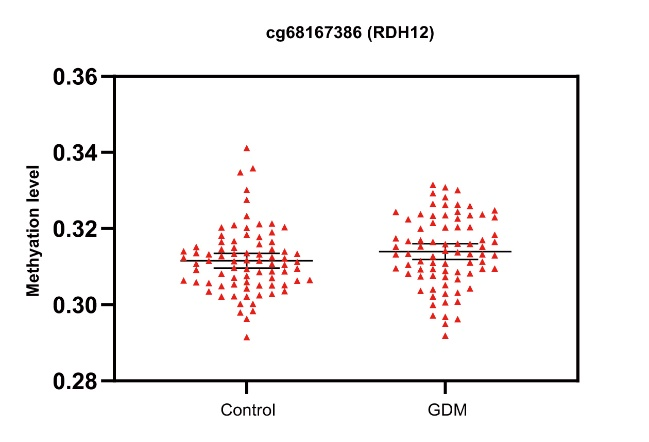 cg68167386 (RDH12)
0.36
0.34
0.32
0.30
0.28
Methyation level
Control
GDM